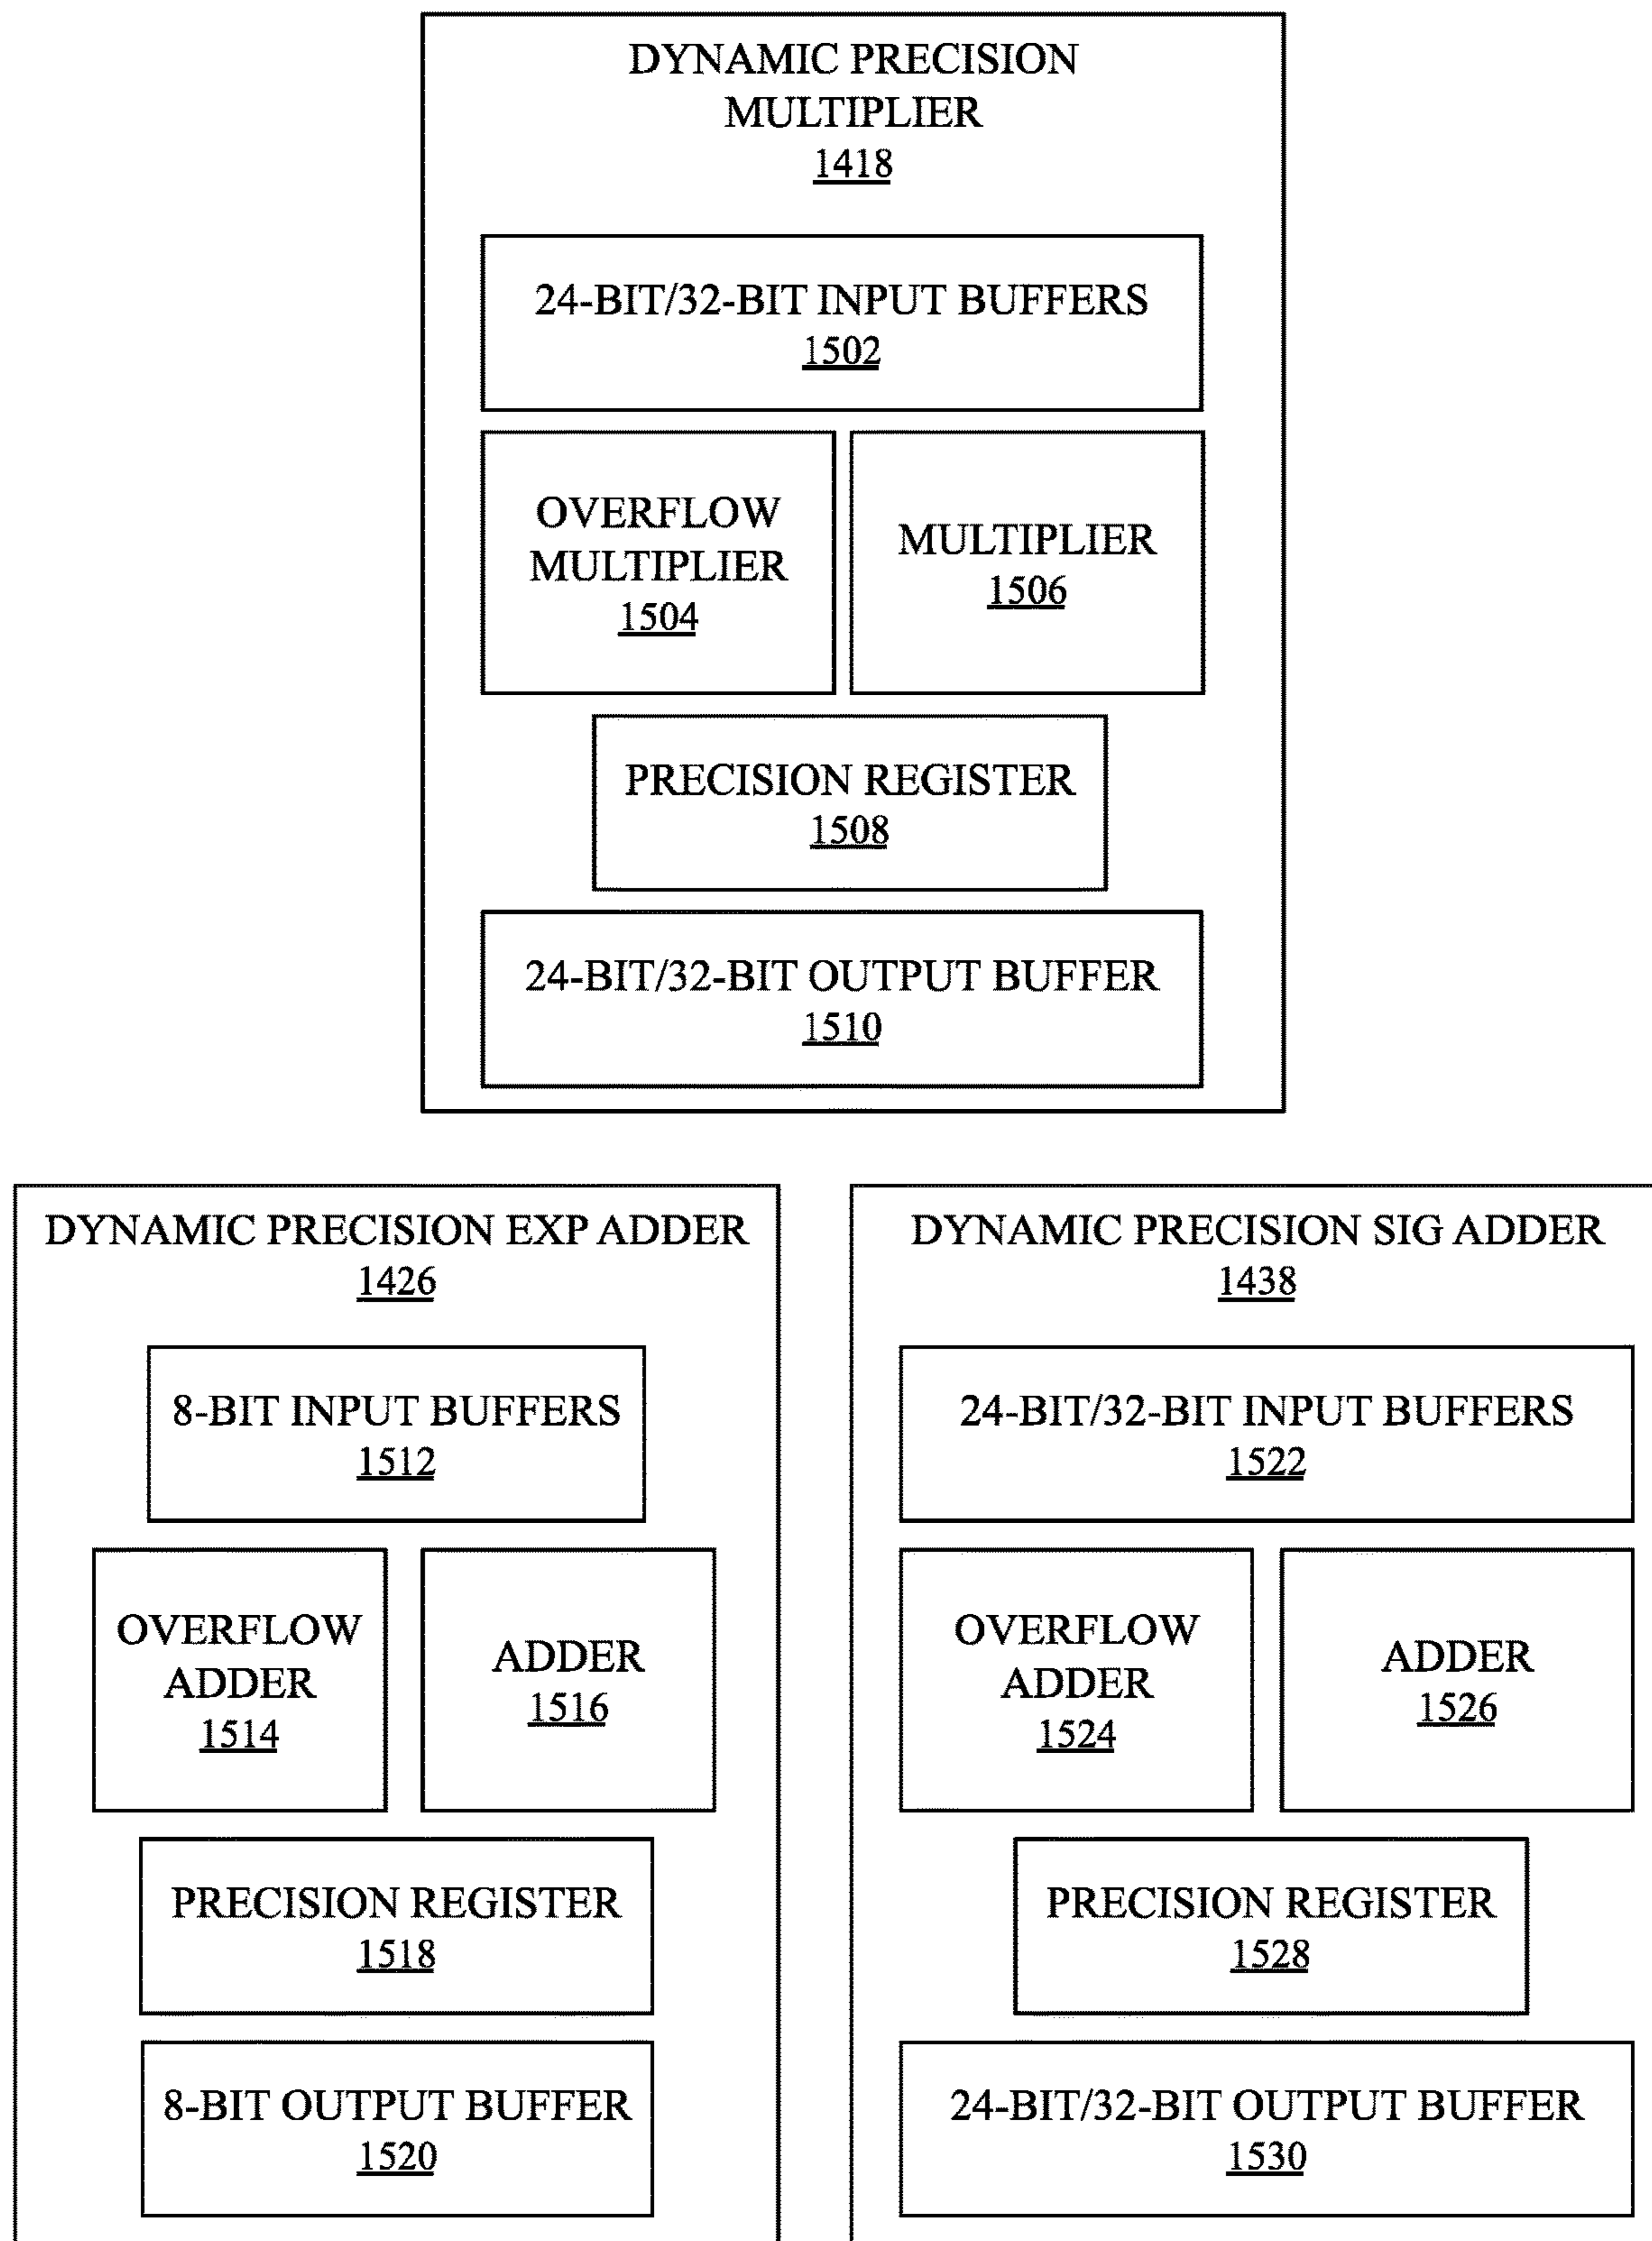 DYNAMIC PRECISION
MULTIPLIER
1418
24-BIT/32-BIT INPUT BUFFERS
1502
OVERFLOW
MULTIPLIER
1504
MULTIPLIER
1506
PRECISION REGISTER
1508
24-BIT/32-BIT OUTPUT BUFFER
1510
DYNAMIC PRECISION EXP ADDER
1426
8-BIT INPUT BUFFERS
1512
OVERFLOW
ADDER
1514
ADDER
1516
PRECISION REGISTER
1518
8-BIT OUTPUT BUFFER
1520
DYNAMIC PRECISION SIG ADDER
1438
24-BIT/32-BIT INPUT BUFFERS
1522
OVERFLOW
ADDER
1524
ADDER
1526
PRECISION REGISTER
1528
24-BIT/32-BIT OUTPUT BUFFER
1530